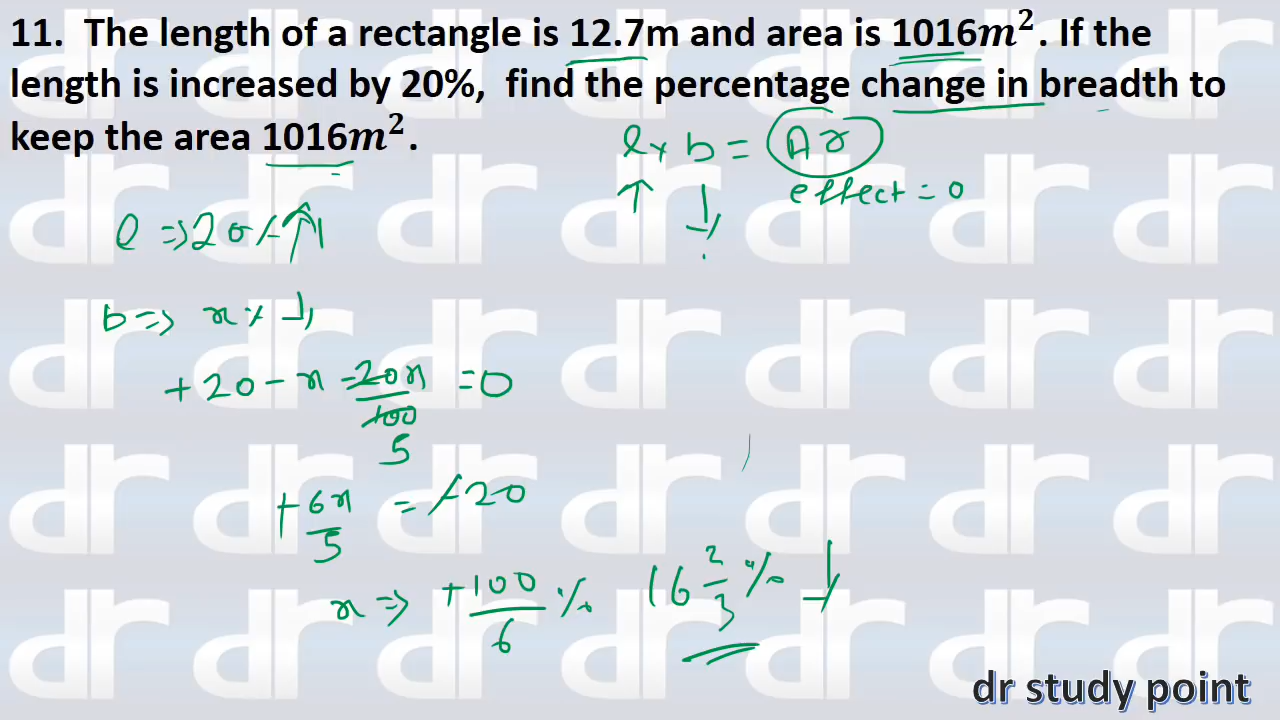 11. The length of a rectangle is 12.7m and area is 1016m². If the
length is increased by 20%, find the percentage change in breadth to
keep the area 1016m².
l × b = Ar
effect = 0
l ⇒ 20% ↑
b ⇒ x % ↓
+ 20 - x - 20x/100 = 0
5
+ 6x/5 = -20
x ⇒ +100/6 % 16 2/3 % ↓
dr study point